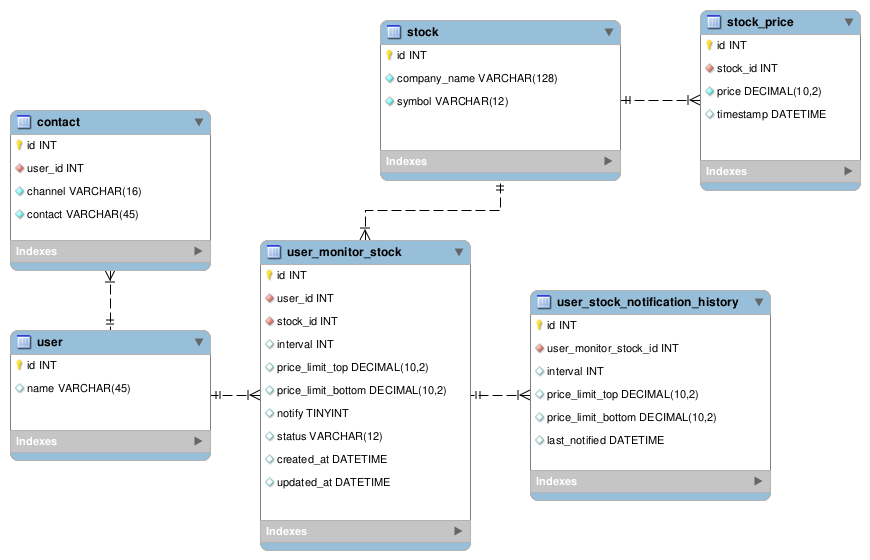 stock
id INT
company_name VARCHAR(128)
symbol VARCHAR(12)
Indexes
stock_price
id INT
stock_id INT
price DECIMAL(10,2)
timestamp DATETIME
Indexes
contact
id INT
user_id INT
channel VARCHAR(16)
contact VARCHAR(45)
Indexes
user
id INT
name VARCHAR(45)
Indexes
user_monitor_stock
id INT
user_id INT
stock_id INT
interval INT
price_limit_top DECIMAL(10,2)
price_limit_bottom DECIMAL(10,2)
notify TINYINT
status VARCHAR(12)
created_at DATETIME
updated_at DATETIME
Indexes
user_stock_notification_history
id INT
user_monitor_stock_id INT
interval INT
price_limit_top DECIMAL(10,2)
price_limit_bottom DECIMAL(10,2)
last_notified DATETIME
Indexes